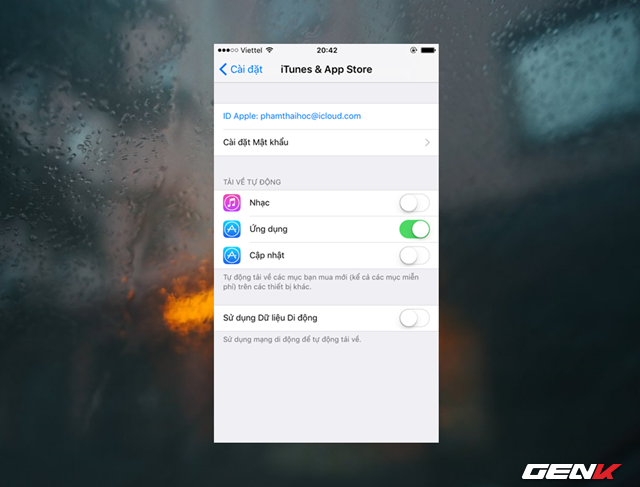 Viettel 20:42
Cài đặt iTunes & App Store
ID Apple: phamthaihoc@icloud.com
Cài đặt Mật khẩu
TẢI VỀ TỰ ĐỘNG
Nhạc
Ứng dụng
Cập nhật
Tự động tải về các mục bạn mua mới (kể cả các mục miễn
phí) trên các thiết bị khác.
Sử dụng Dữ liệu Di động
Sử dụng mạng di động để tự động tải về.
GENK